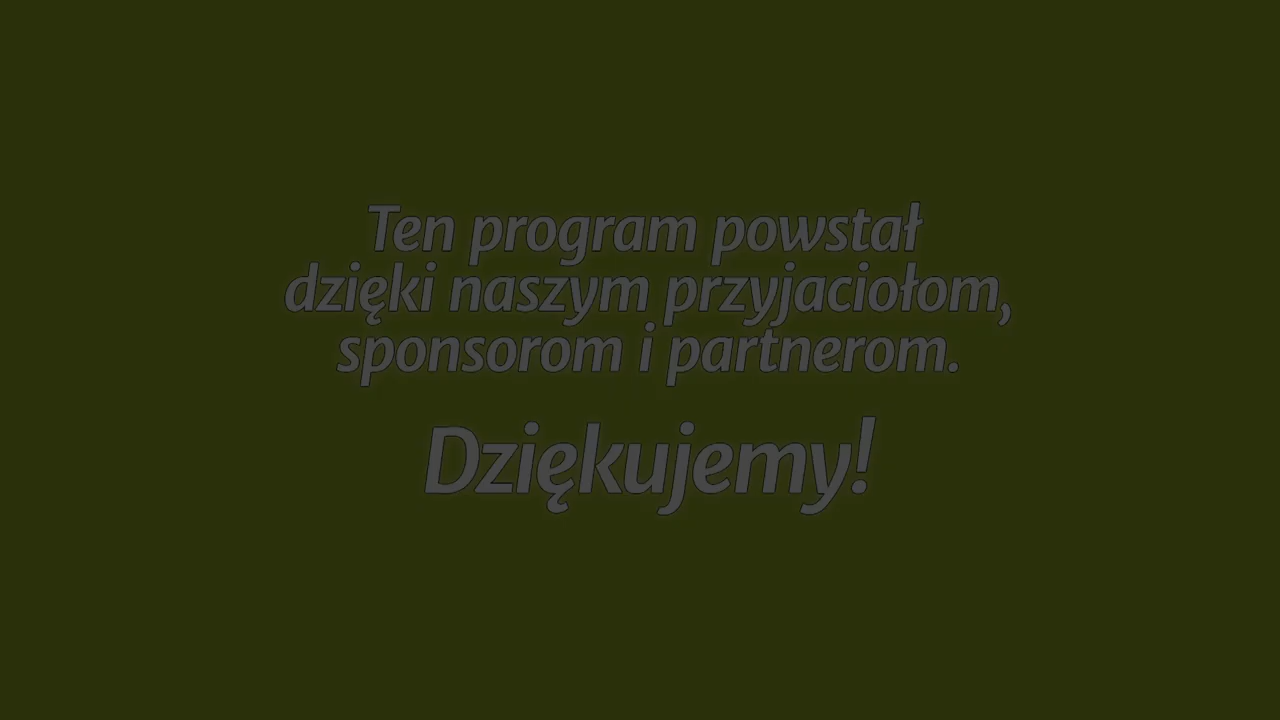 Ten program powstał
dzięki naszym przyjaciołom,
sponsorom i partnerom.
Dziękujemy!